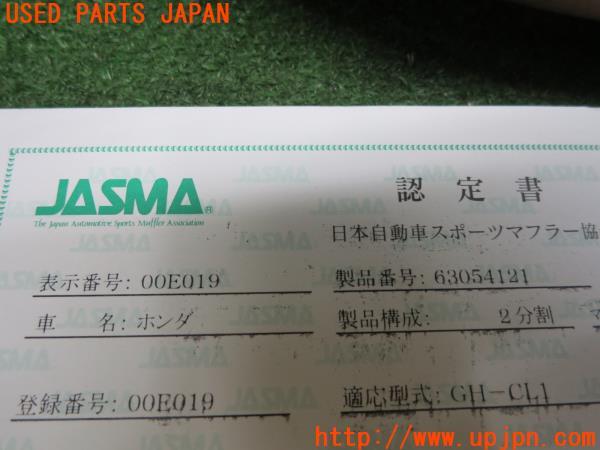 USED PARTS JAPAN
JASMA®
The Japan Automotive Sports Muffler Association
認定書
日本自動車スポーツマフラー協
表示番号: 00E019
製品番号: 63054121
車　名: ホンダ
製品構成:　2分割
登録番号: 00E019
適応型式: GH-CL1
http://www.upjpn.com